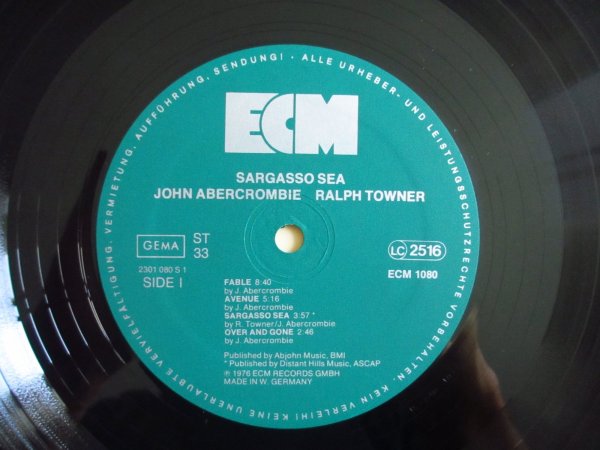 ALLE URHEBER- UND LEISTUNGSSCHUTZRECHTE VORBEHALTEN. KEIN VERLEIH! KEINE UNERLAUBTE VERVIELFÄLTIGUNG, VERMIETUNG, AUFFÜHRUNG, SENDUNG! ·
ECM
SARGASSO SEA
JOHN ABERCROMBIE RALPH TOWNER
GEMA
ST
33
LC 2516
2301 080 S 1
SIDE I
ECM 1080
FABLE 8:40
by J. Abercrombie
AVENUE 5:16
by J. Abercrombie
SARGASSO SEA 3:57 *
by R. Towner/J. Abercrombie
OVER AND GONE 2:46
by J. Abercrombie
Published by Abjohn Music, BMI
* Published by Distant Hills Music, ASCAP
℗ 1976 ECM RECORDS GMBH
MADE IN W. GERMANY